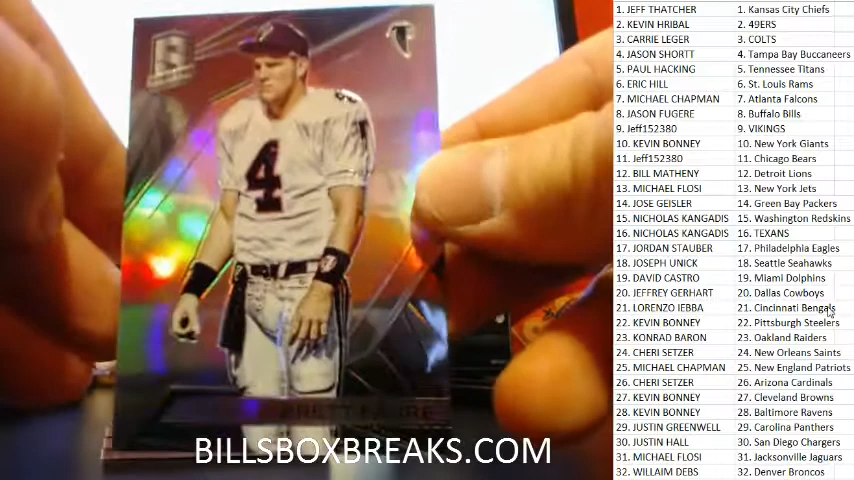 4
BRETT FAVRE
BILLSBOXBREAKS.COM
1. JEFF THATCHER 1. Kansas City Chiefs
2. KEVIN HRIBAL 2. 49ERS
3. CARRIE LEGER 3. COLTS
4. JASON SHORTT 4. Tampa Bay Buccaneers
5. PAUL HACKING 5. Tennessee Titans
6. ERIC HILL 6. St. Louis Rams
7. MICHAEL CHAPMAN 7. Atlanta Falcons
8. JASON FUGERE 8. Buffalo Bills
9. Jeff152380 9. VIKINGS
10. KEVIN BONNEY 10. New York Giants
11. Jeff152380 11. Chicago Bears
12. BILL MATHENY 12. Detroit Lions
13. MICHAEL FLOSI 13. New York Jets
14. JOSE GEISLER 14. Green Bay Packers
15. NICHOLAS KANGADIS 15. Washington Redskins
16. NICHOLAS KANGADIS 16. TEXANS
17. JORDAN STAUBER 17. Philadelphia Eagles
18. JOSEPH UNICK 18. Seattle Seahawks
19. DAVID CASTRO 19. Miami Dolphins
20. JEFFREY GERHART 20. Dallas Cowboys
21. LORENZO IEBBA 21. Cincinnati Bengals
22. KEVIN BONNEY 22. Pittsburgh Steelers
23. KONRAD BARON 23. Oakland Raiders
24. CHERI SETZER 24. New Orleans Saints
25. MICHAEL CHAPMAN 25. New England Patriots
26. CHERI SETZER 26. Arizona Cardinals
27. KEVIN BONNEY 27. Cleveland Browns
28. KEVIN BONNEY 28. Baltimore Ravens
29. JUSTIN GREENWELL 29. Carolina Panthers
30. JUSTIN HALL 30. San Diego Chargers
31. MICHAEL FLOSI 31. Jacksonville Jaguars
32. WILLAIM DEBS 32. Denver Broncos